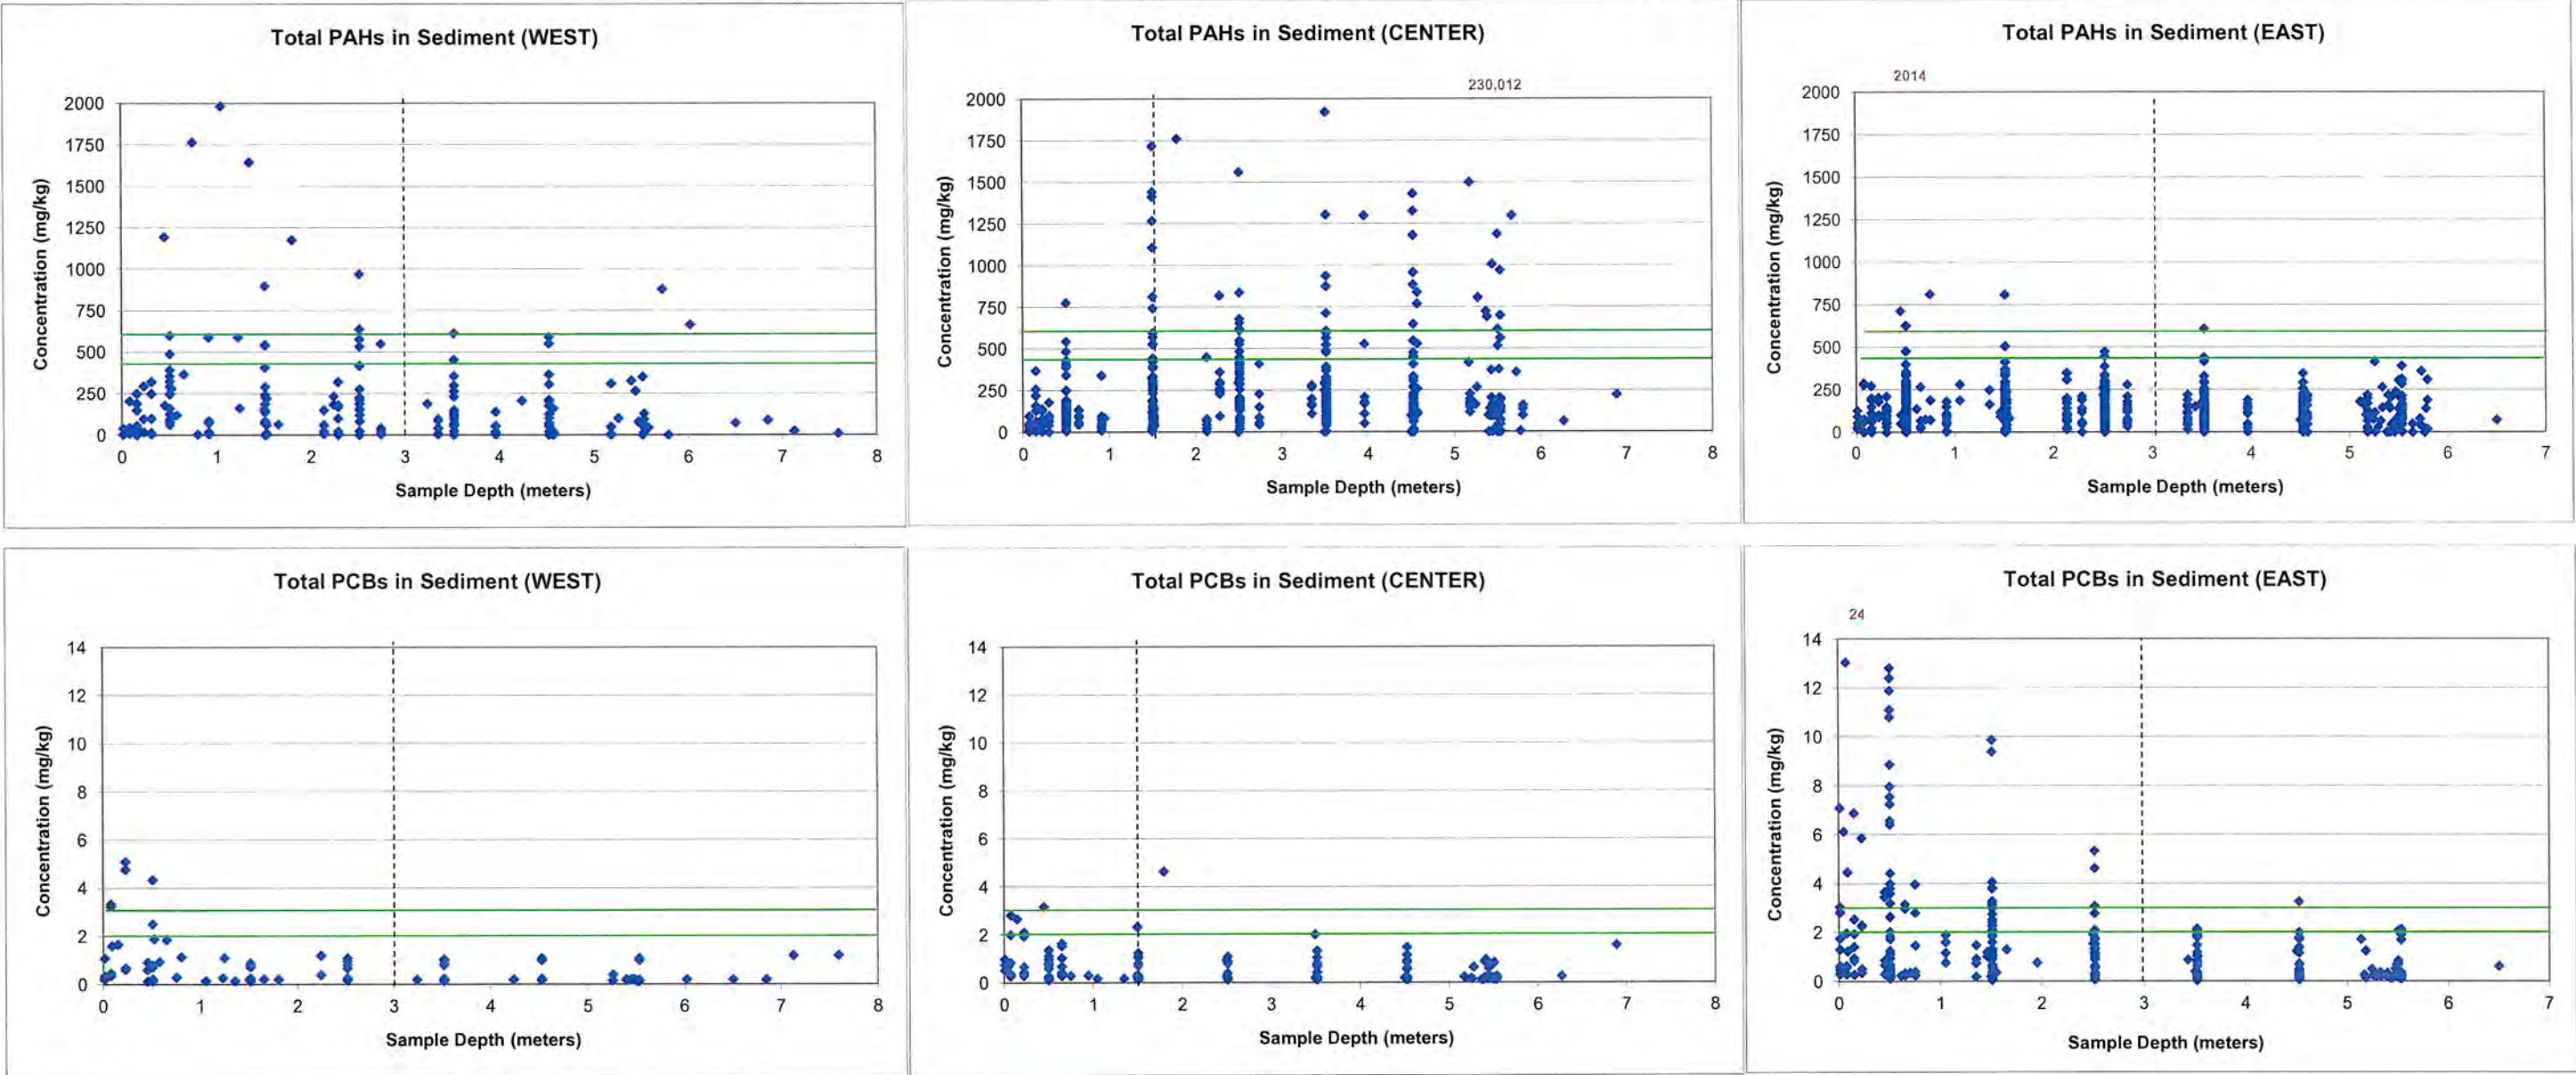 Total PAHs in Sediment (WEST)
2000
1750
1500
1250
1000
750
500
250
0
0 1 2 3 4 5 6 7 8
Concentration (mg/kg)
Sample Depth (meters)
Total PAHs in Sediment (CENTER)
230,012
2000
1750
1500
1250
1000
750
500
250
0
0 1 2 3 4 5 6 7 8
Concentration (mg/kg)
Sample Depth (meters)
Total PAHs in Sediment (EAST)
2014
2000
1750
1500
1250
1000
750
500
250
0
0 1 2 3 4 5 6 7
Concentration (mg/kg)
Sample Depth (meters)
Total PCBs in Sediment (WEST)
14
12
10
8
6
4
2
0
0 1 2 3 4 5 6 7 8
Concentration (mg/kg)
Sample Depth (meters)
Total PCBs in Sediment (CENTER)
14
12
10
8
6
4
2
0
0 1 2 3 4 5 6 7 8
Concentration (mg/kg)
Sample Depth (meters)
Total PCBs in Sediment (EAST)
24
14
12
10
8
6
4
2
0
0 1 2 3 4 5 6 7
Concentration (mg/kg)
Sample Depth (meters)